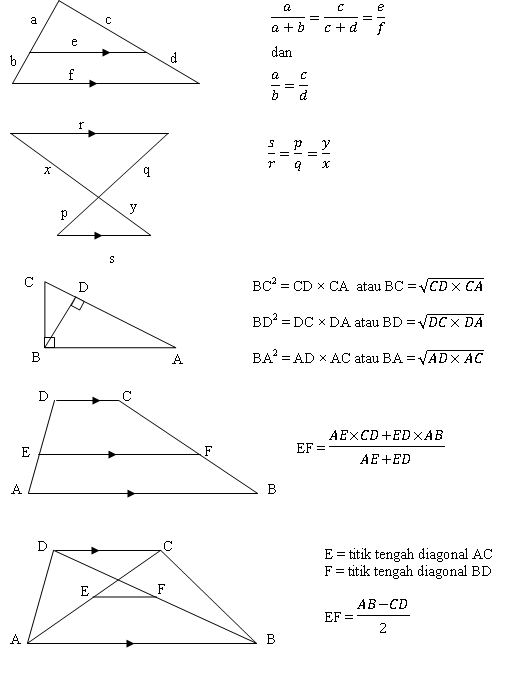 a
c
b
e
d
f
a/(a + b) = c/(c + d) = e/f
dan
a/b = c/d
r
x
q
p
y
s
s/r = p/q = y/x
C
D
B
A
BC² = CD × CA atau BC = √(CD × CA)
BD² = DC × DA atau BD = √(DC × DA)
BA² = AD × AC atau BA = √(AD × AC)
D
C
E
F
A
B
EF = (AE×CD+ED×AB)/(AE+ED)
D
C
E
F
A
B
E = titik tengah diagonal AC
F = titik tengah diagonal BD
EF = (AB−CD)/2